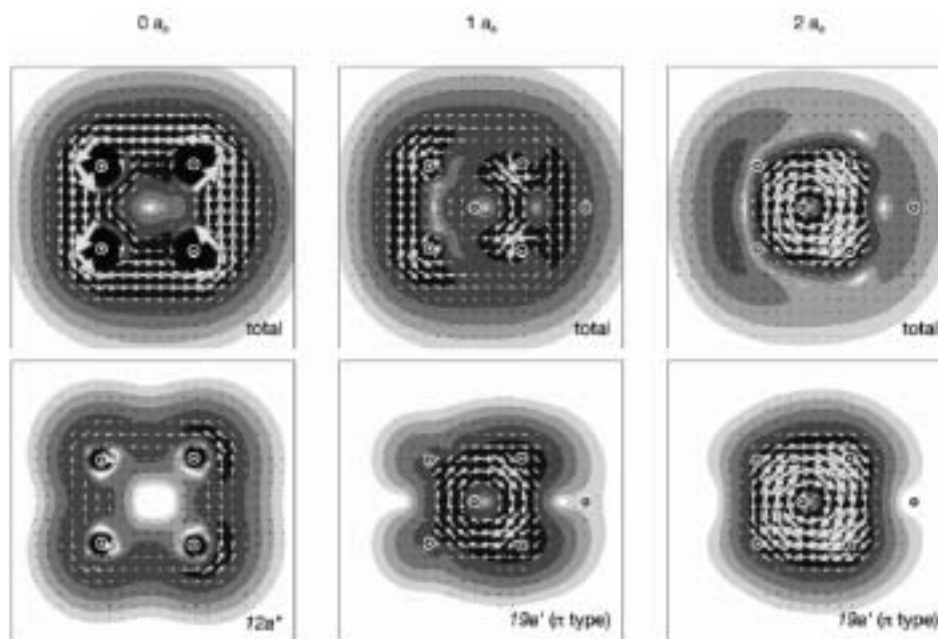 0 a₀
1 a₀
2 a₀
total
total
total
12a"
19a' (π type)
19a' (π type)